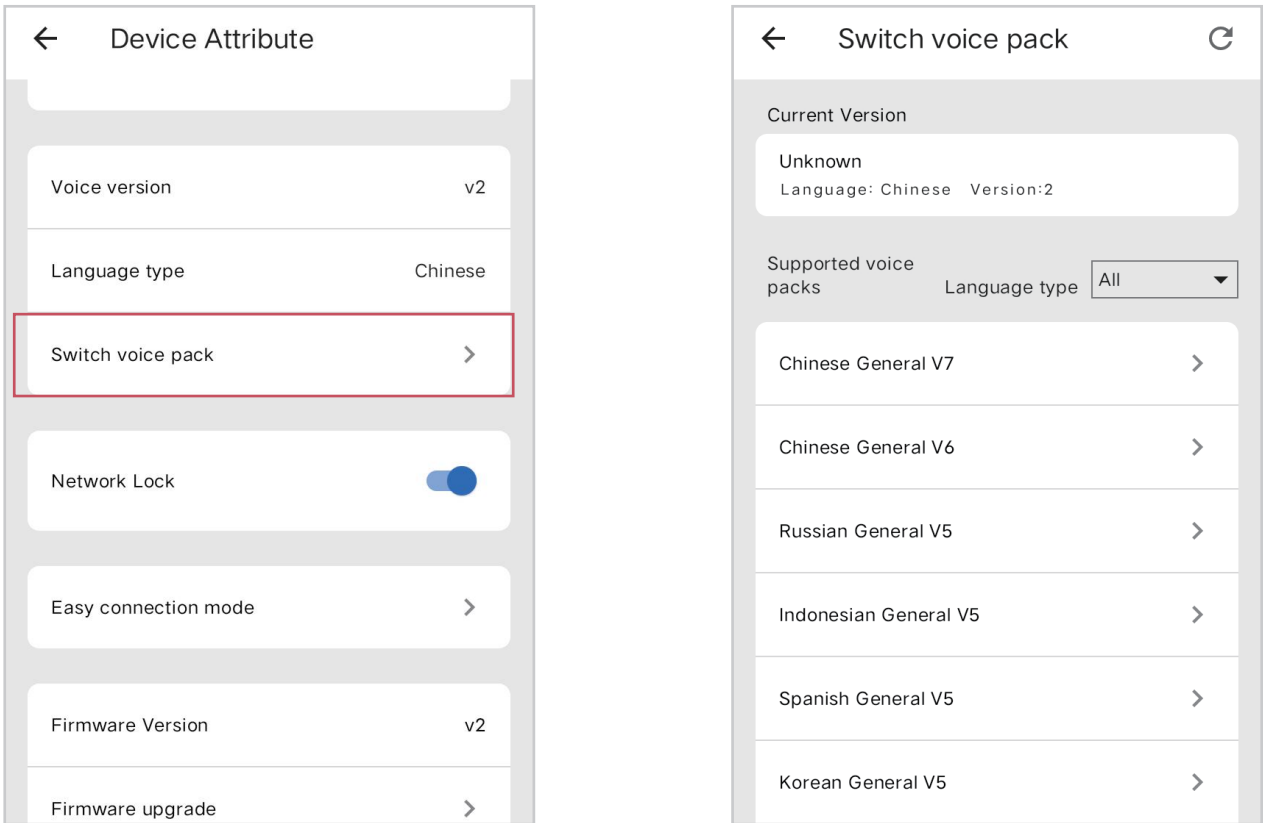 Device Attribute
Voice version v2
Language type Chinese
Switch voice pack
Network Lock
Easy connection mode
Firmware Version v2
Firmware upgrade
Switch voice pack
Current Version
Unknown
Language: Chinese Version:2
Supported voice
packs Language type All
Chinese General V7
Chinese General V6
Russian General V5
Indonesian General V5
Spanish General V5
Korean General V5